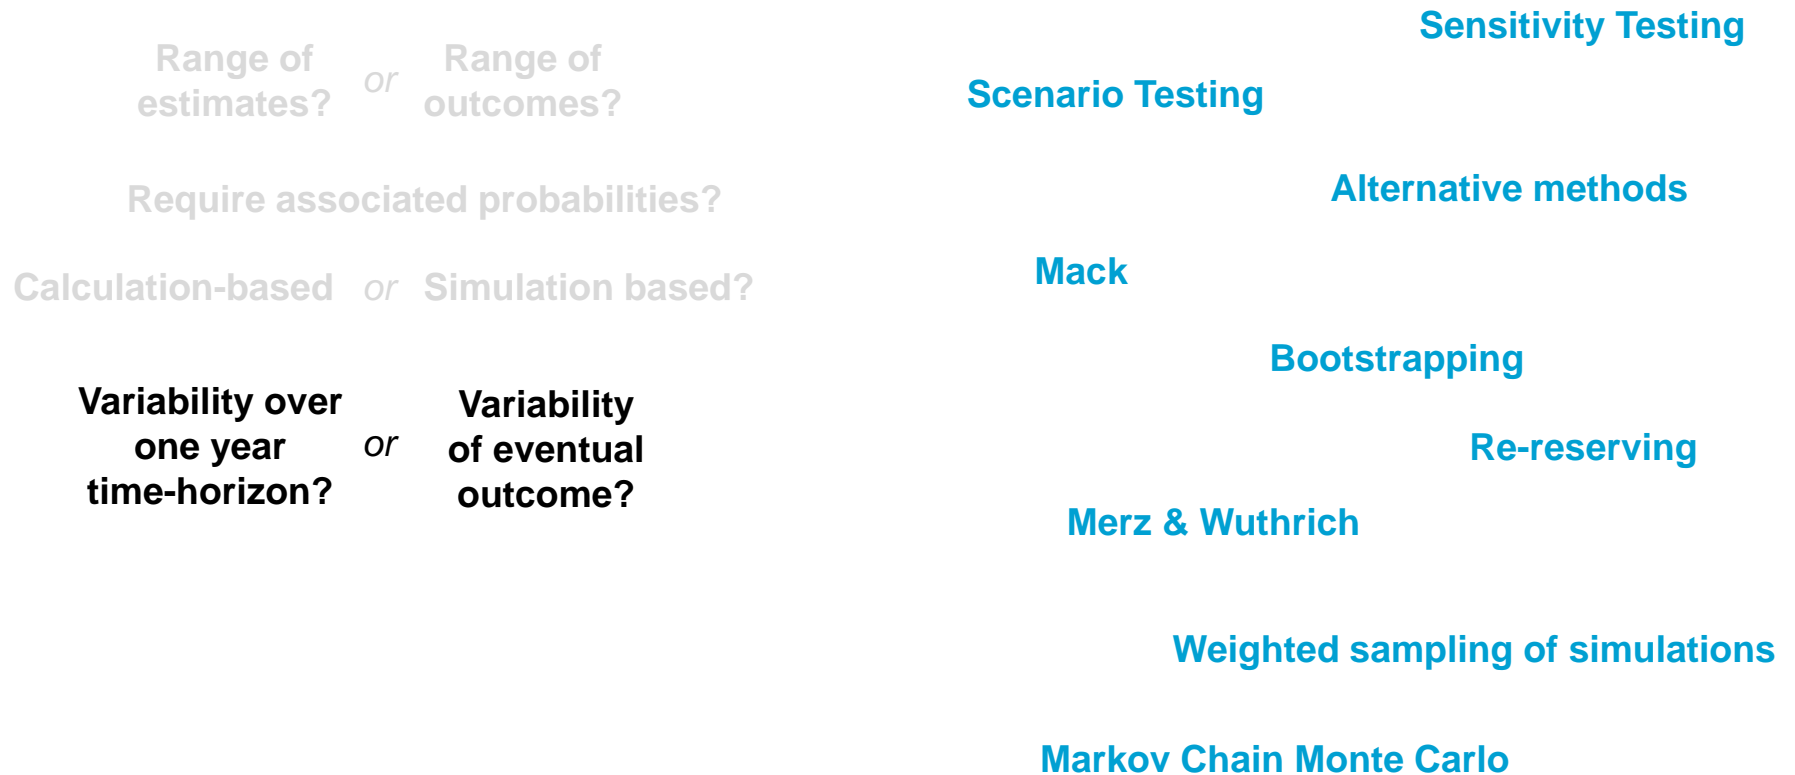 Range of
estimates?
or
Range of
outcomes?
Require associated probabilities?
Calculation-based or Simulation based?
Variability over
one year
time-horizon?
or
Variability
of eventual
outcome?
Sensitivity Testing
Scenario Testing
Alternative methods
Mack
Bootstrapping
Re-reserving
Merz & Wuthrich
Weighted sampling of simulations
Markov Chain Monte Carlo